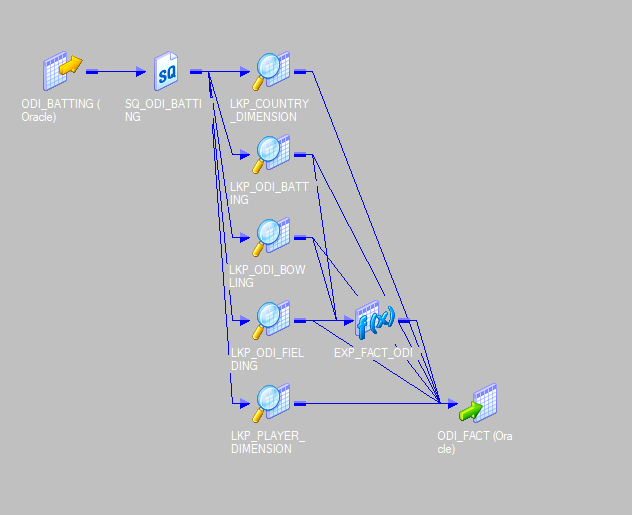 ODI_BATTING (
Oracle)
SQ
SQ_ODI_BATTI
NG
LKP_COUNTRY
_DIMENSION
LKP_ODI_BATT
ING
LKP_ODI_BOW
LING
LKP_ODI_FIEL
DING
f(x)
EXP_FACT_ODI
LKP_PLAYER_
DIMENSION
ODI_FACT (Ora
cle)